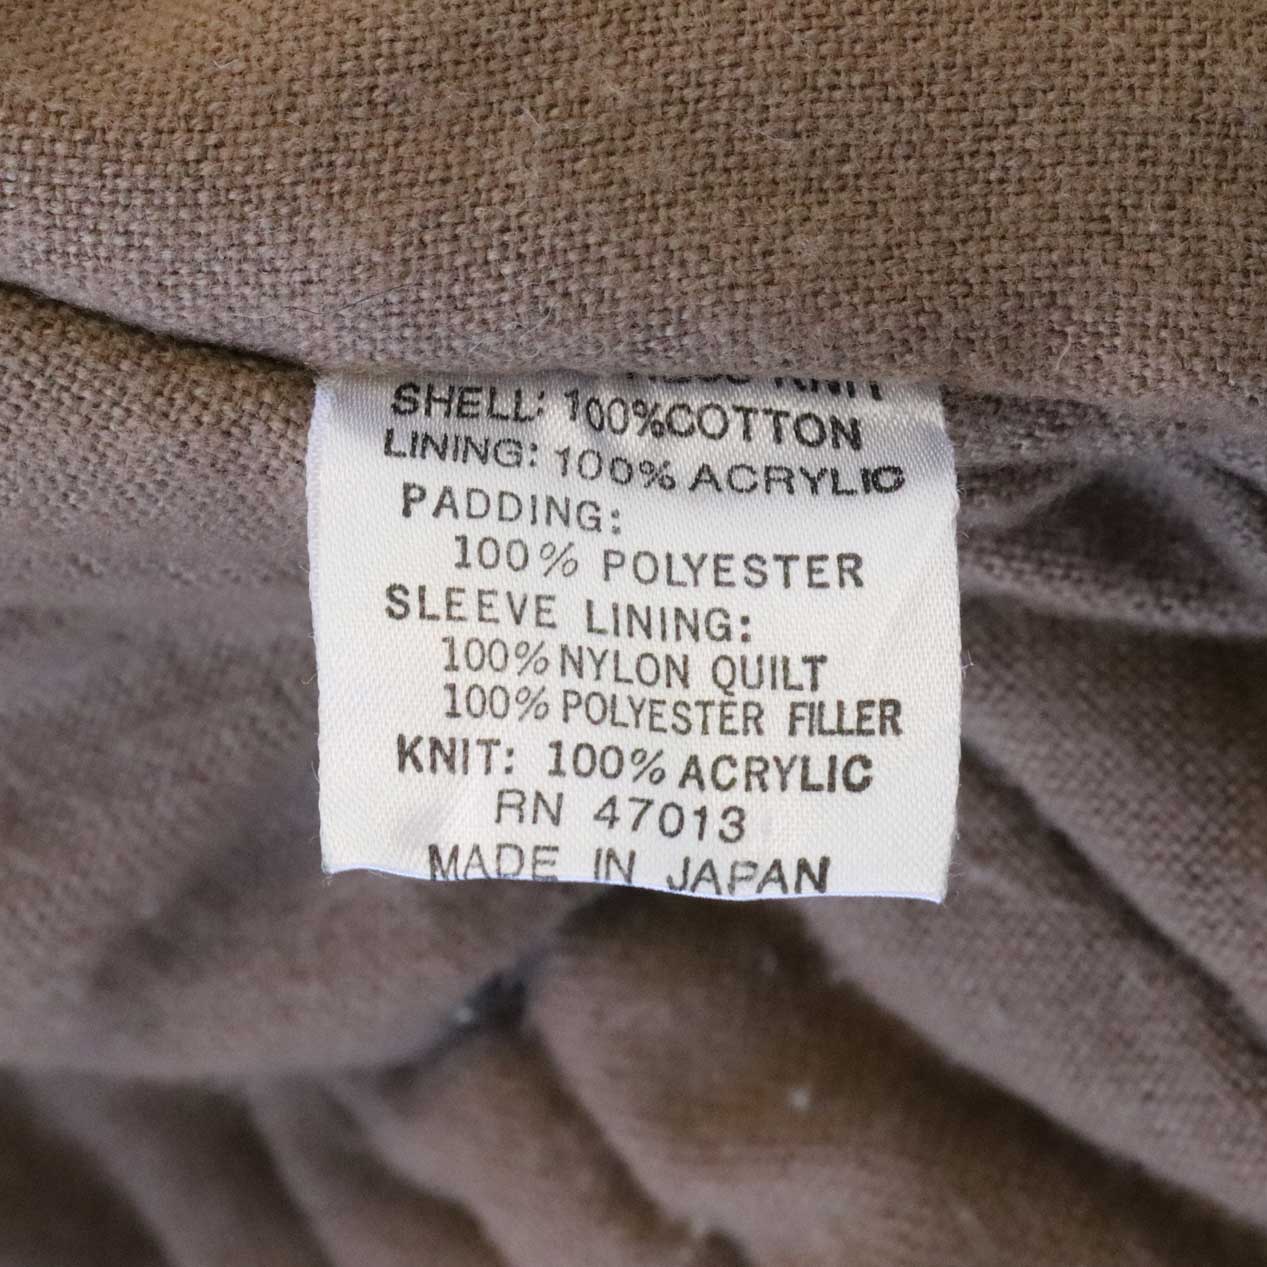 KNIT
SHELL: 100%COTTON
LINING: 100% ACRYLIC
PADDING:
100% POLYESTER
SLEEVE LINING:
100% NYLON QUILT
100% POLYESTER FILLER
KNIT: 100% ACRYLIC
RN 47013
MADE IN JAPAN